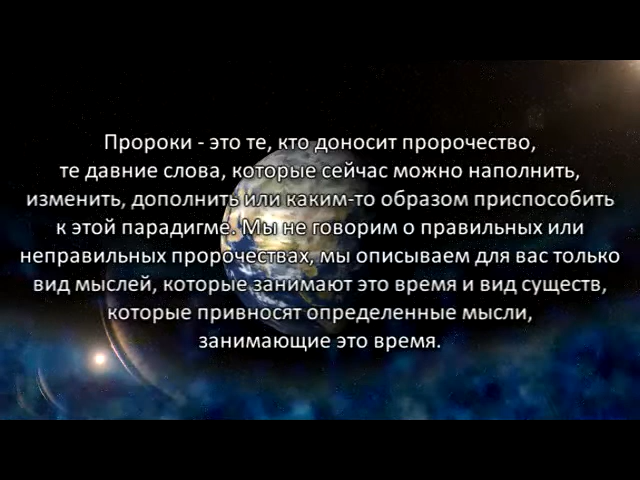 Пророки - это те, кто доносит пророчество,
те давние слова, которые сейчас можно наполнить,
изменить, дополнить или каким-то образом приспособить
к этой парадигме. Мы не говорим о правильных или
неправильных пророчествах, мы описываем для вас только
вид мыслей, которые занимают это время и вид существ,
которые привносят определенные мысли,
занимающие это время.